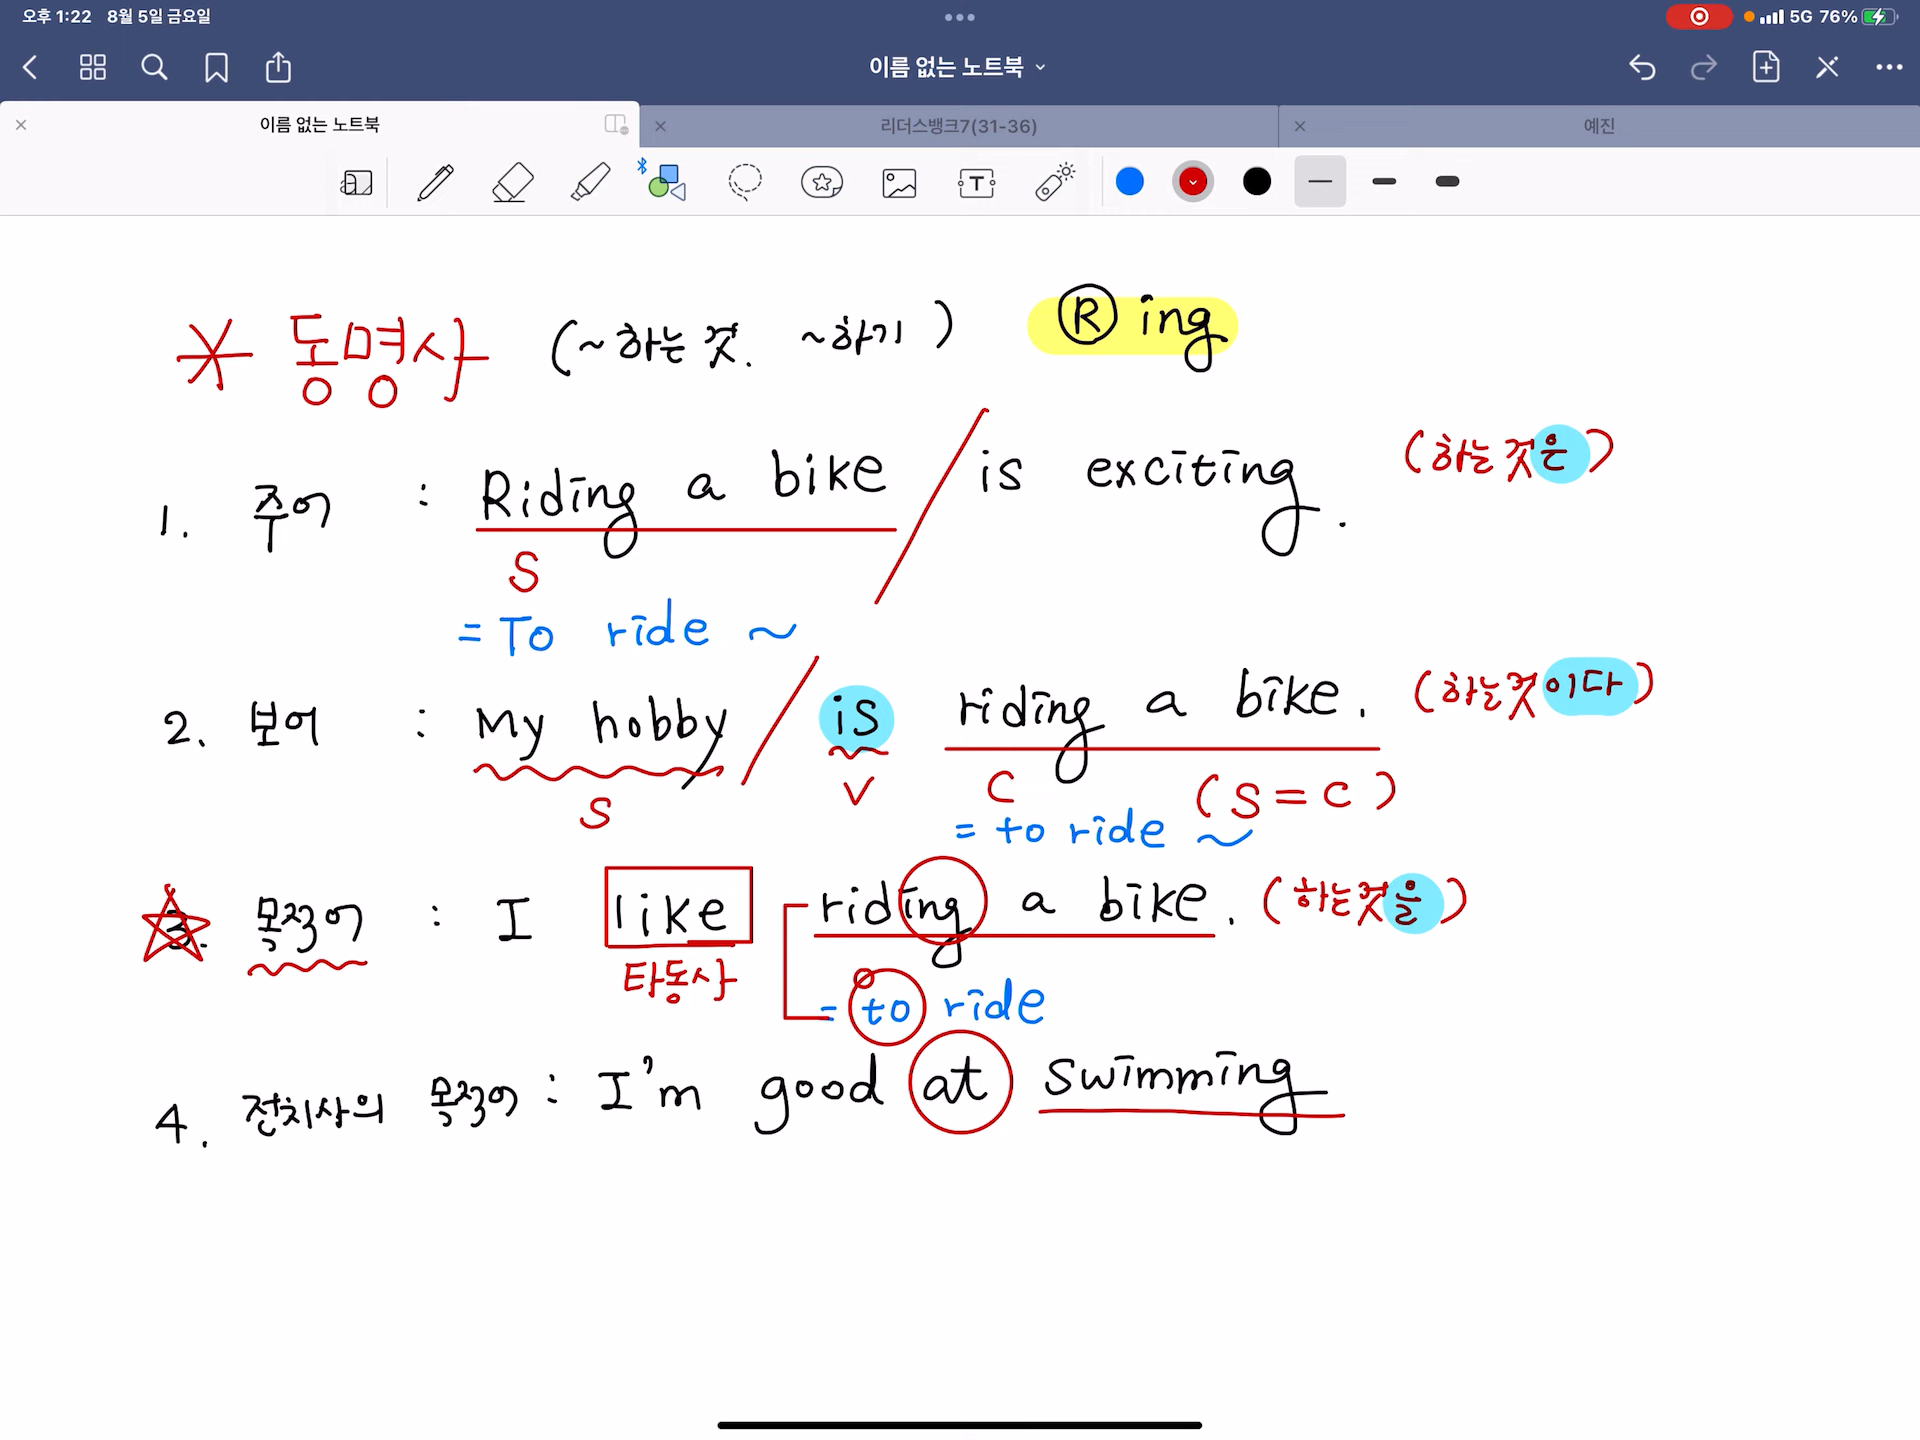 오후 1:22 8월 5일 금요일
5G 76%
이름 없는 노트북
이름 없는 노트북 리더스뱅크7(31-36) 예진
T
* 동명사 (~하는 것. ~하기) Ⓡ ing
1. 주어 : Riding a bike / is exciting. (하는 것은)
S
= To ride ~
2. 보어 : My hobby / is riding a bike. (하는것이다)
S V C (S = C)
= to ride ~
3. 목적어 : I like riding a bike. (하는것을)
타동사
= to ride
4. 전치사의 목적어 : I'm good at swimming